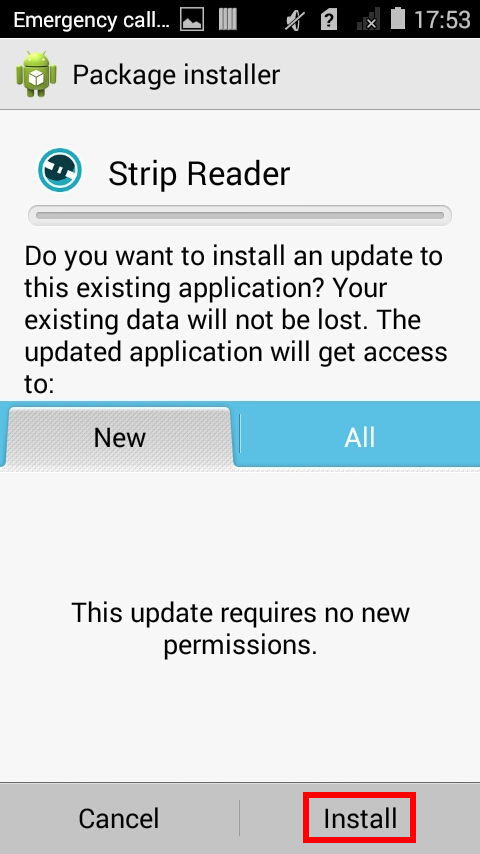 Emergency call... 17:53
Package installer
Strip Reader
Do you want to install an update to
this existing application? Your
existing data will not be lost. The
updated application will get access
to:
New All
This update requires no new
permissions.
Cancel Install